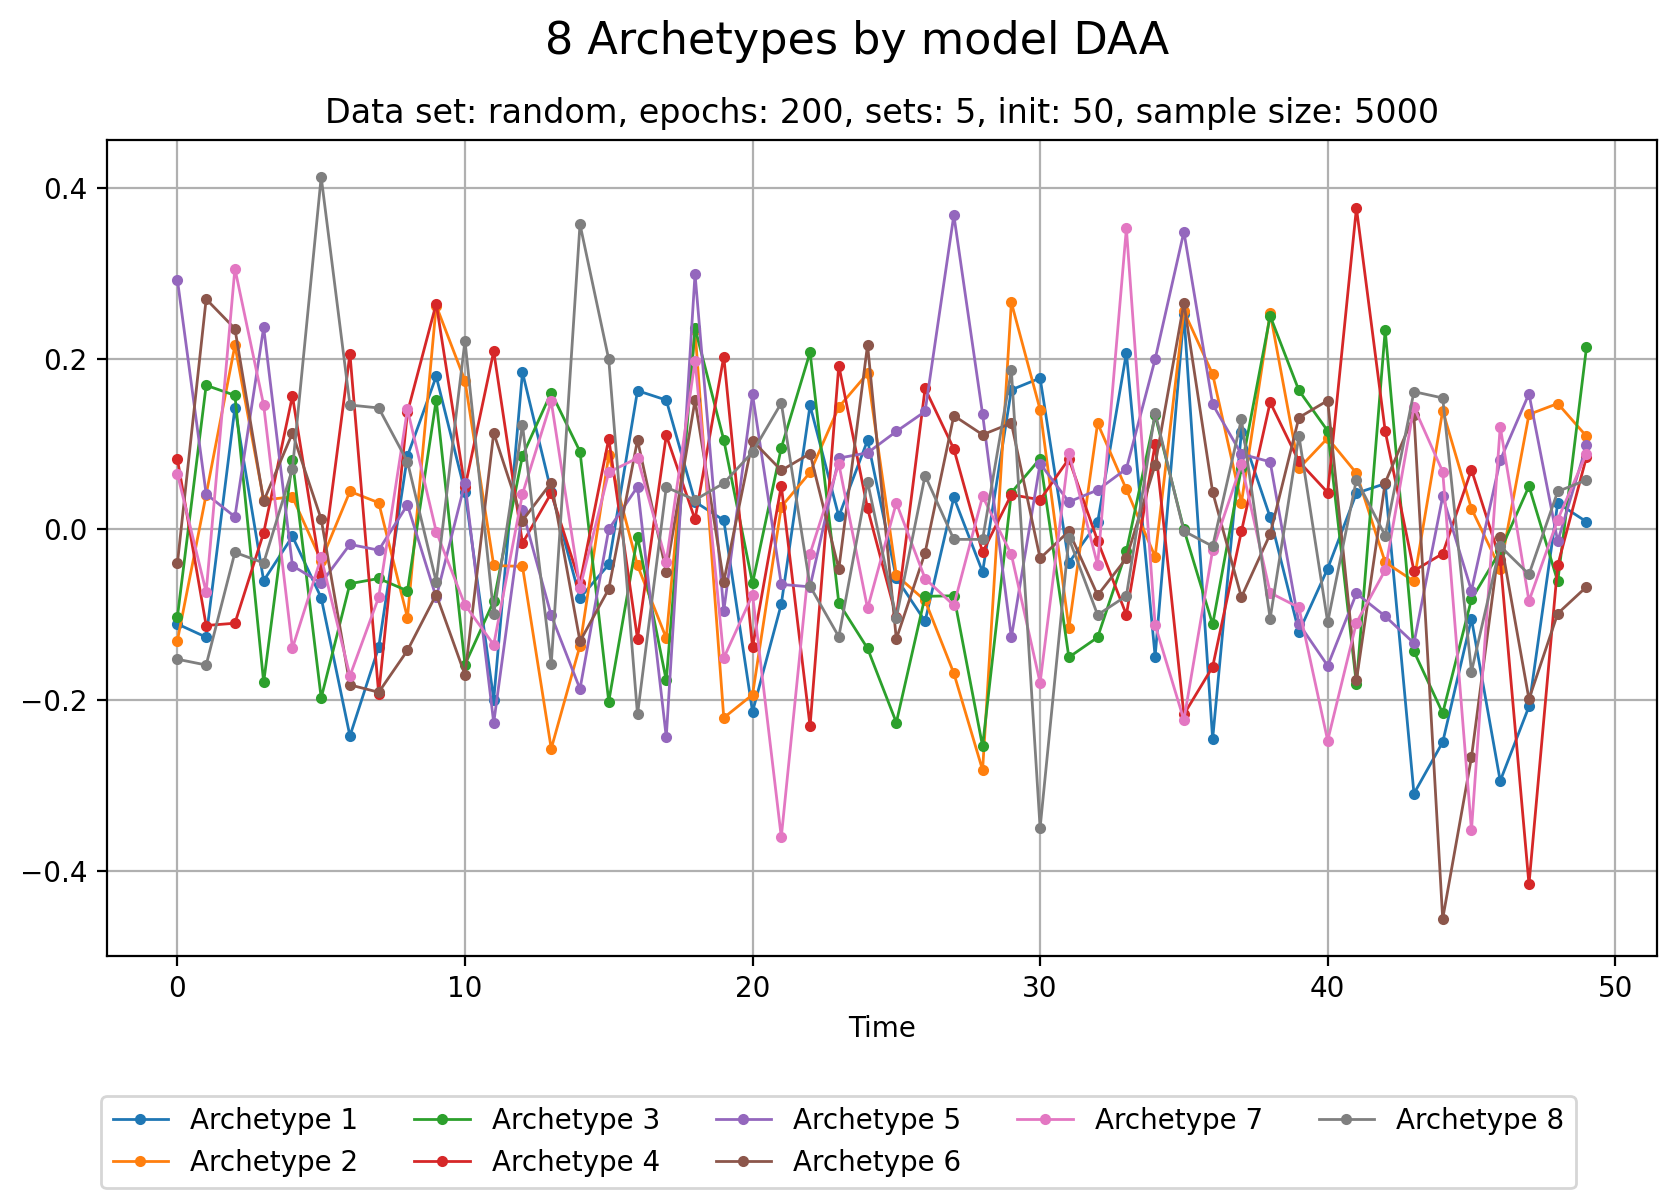 8 Archetypes by model DAA
Data set: random, epochs: 200, sets: 5, init: 50, sample size: 5000
0.4
0.2
0.0
−0.2
−0.4
0 10 20 30 40 50
Time
Archetype 1 Archetype 3 Archetype 5 Archetype 7 Archetype 8
Archetype 2 Archetype 4 Archetype 6